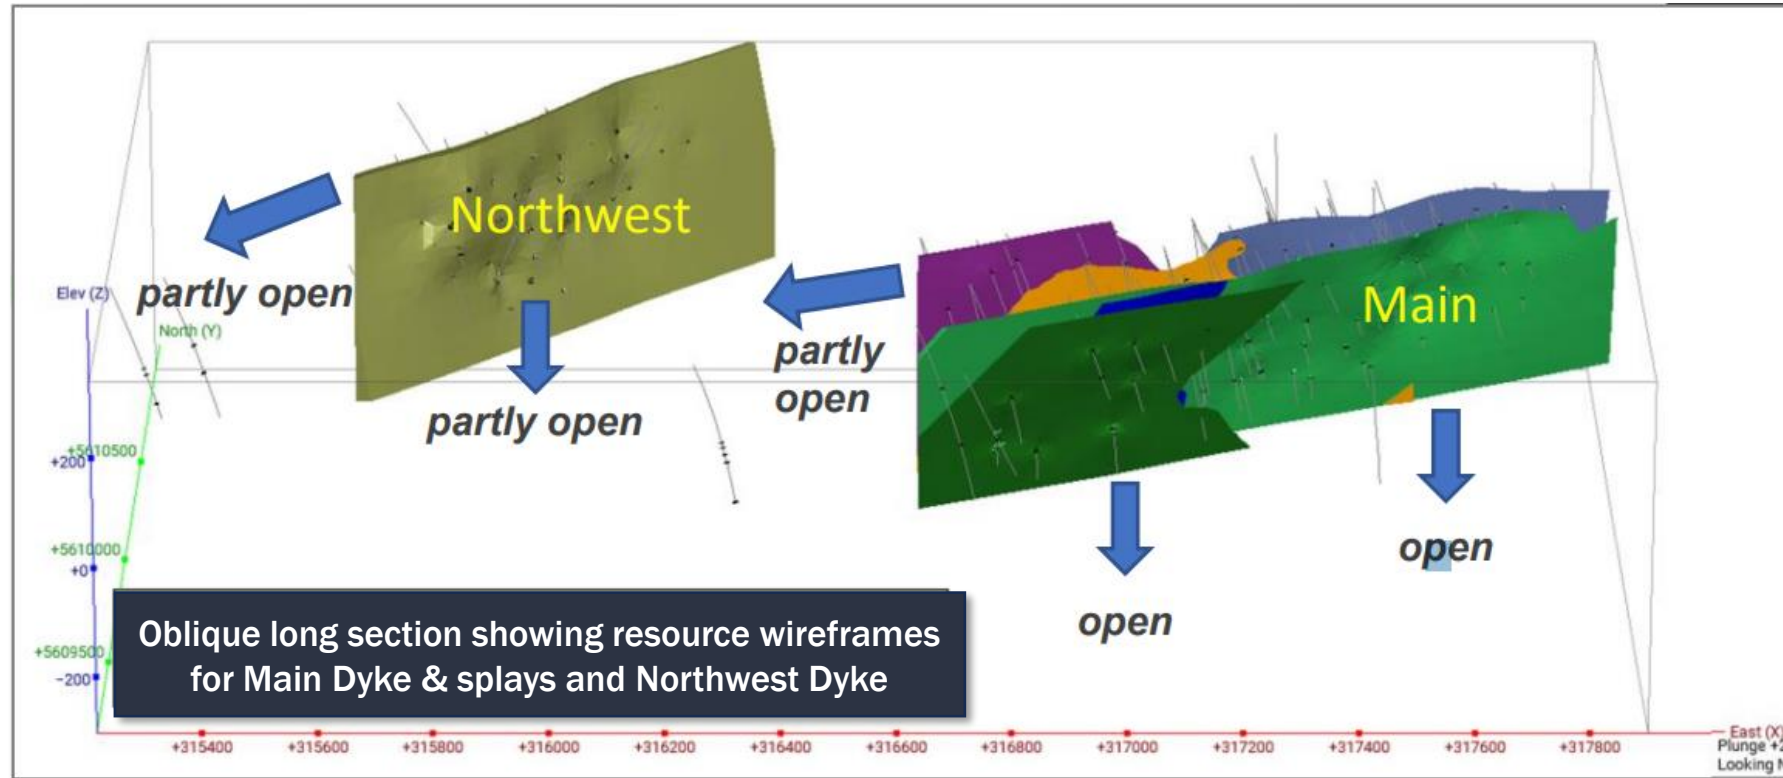 Northwest
Main
partly open
Elev (Z)
North (Y)
partly
open
partly open
+5610500
+200
+5610000
+0
open
open
+5609500
-200
Oblique long section showing resource wireframes
for Main Dyke & splays and Northwest Dyke
+315400
+315600
+315800
+316000
+316200
+316400
+316600
+316800
+317000
+317200
+317400
+317600
+317800
East (X)
Plunge
Looking